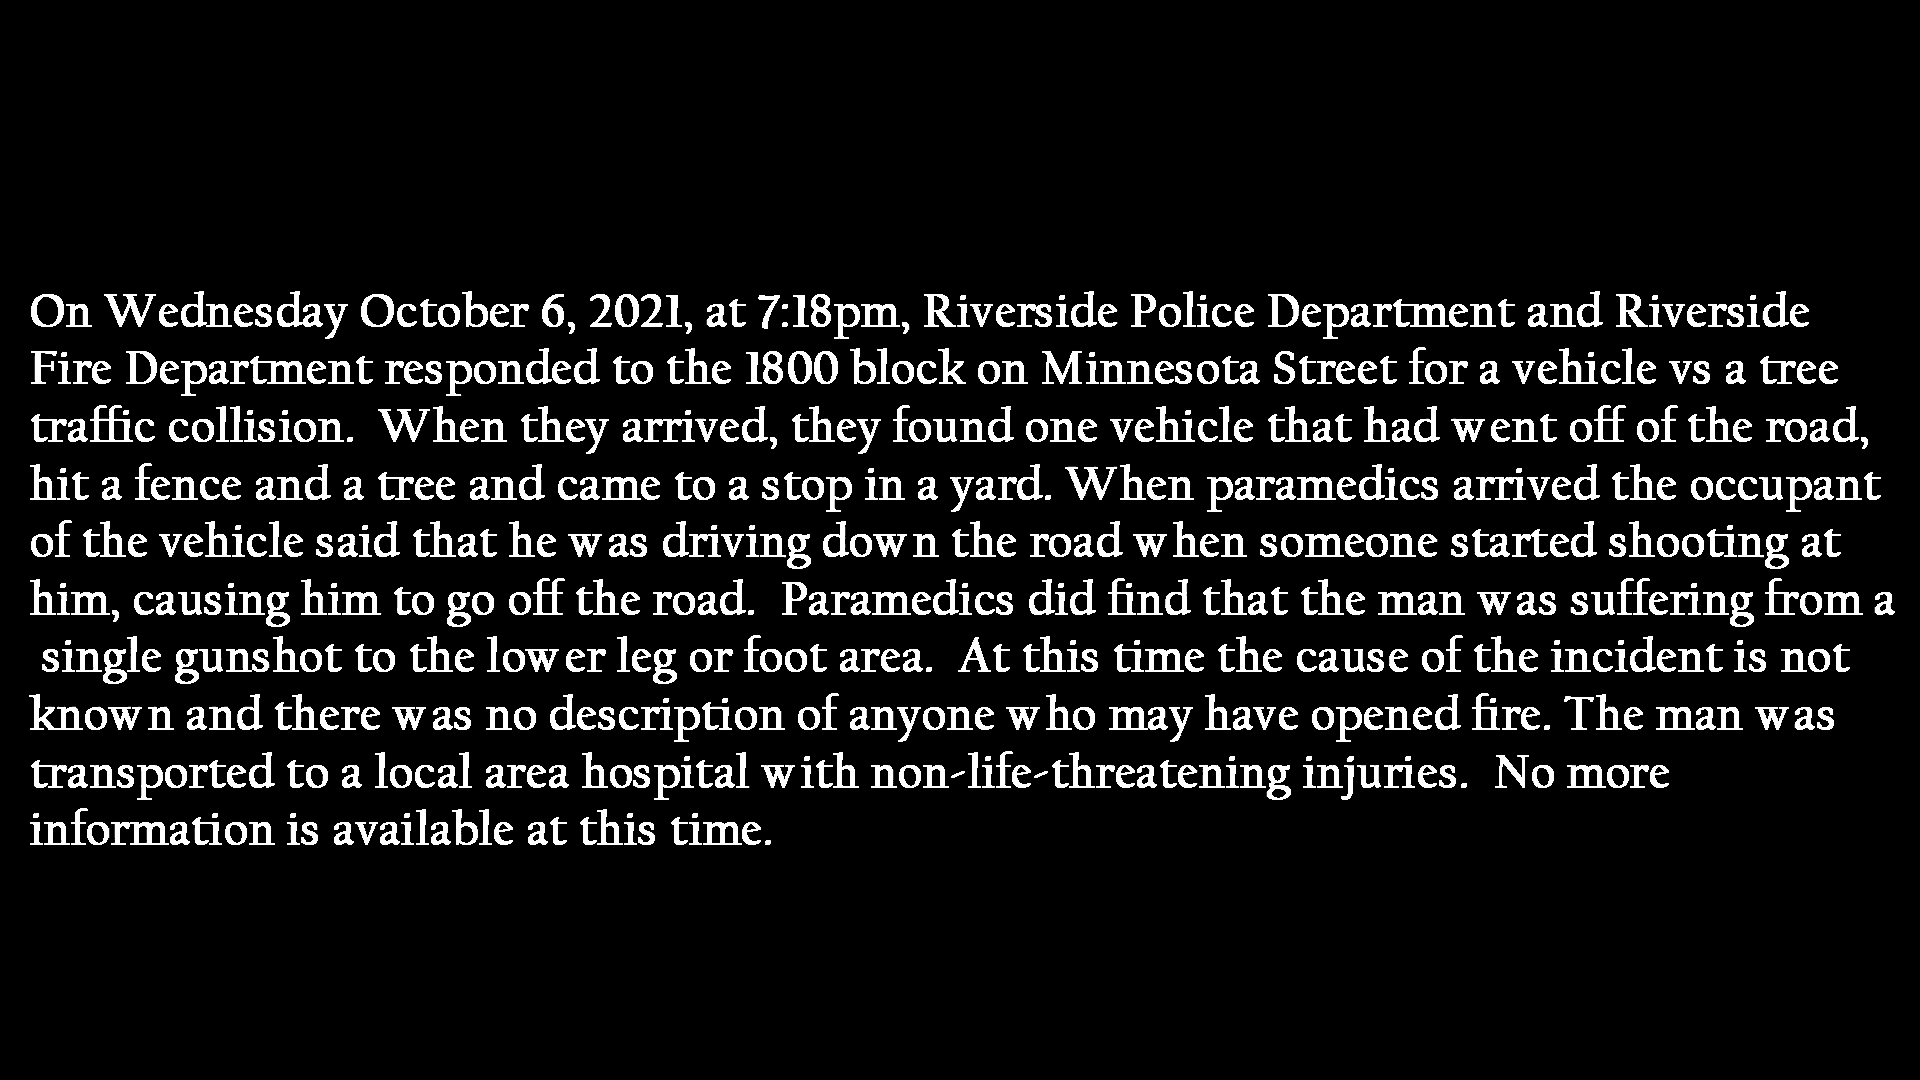 On Wednesday October 6, 2021, at 7:18pm, Riverside Police Department and Riverside
Fire Department responded to the 1800 block on Minnesota Street for a vehicle vs a tree
traffic collision.  When they arrived, they found one vehicle that had went off of the road,
hit a fence and a tree and came to a stop in a yard. When paramedics arrived the occupant
of the vehicle said that he was driving down the road when someone started shooting at
him, causing him to go off the road.  Paramedics did find that the man was suffering from a
single gunshot to the lower leg or foot area.  At this time the cause of the incident is not
known and there was no description of anyone who may have opened fire. The man was
transported to a local area hospital with non-life-threatening injuries.  No more
information is available at this time.